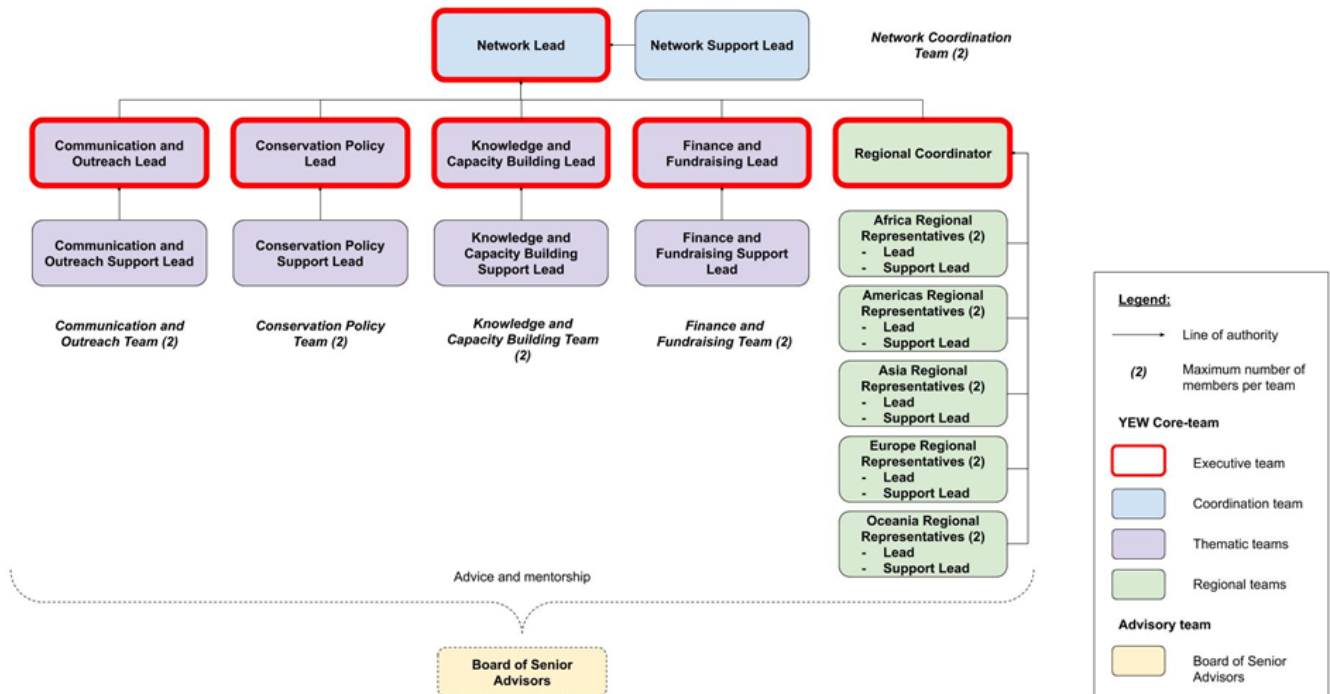 Network Lead
Network Support Lead
Network Coordination
Team (2)
Communication and
Outreach Lead
Conservation Policy
Lead
Knowledge and
Capacity Building Lead
Finance and
Fundraising Lead
Regional Coordinator
Communication and
Outreach Support Lead
Conservation Policy
Support Lead
Knowledge and
Capacity Building
Support Lead
Finance and
Fundraising Support
Lead
Communication and
Outreach Team (2)
Conservation Policy
Team (2)
Knowledge and
Capacity Building Team
(2)
Finance and
Fundraising Team (2)
Africa Regional
Representatives (2)
- Lead
- Support Lead
Americas Regional
Representatives (2)
- Lead
- Support Lead
Asia Regional
Representatives (2)
- Lead
- Support Lead
Europe Regional
Representatives (2)
- Lead
- Support Lead
Oceania Regional
Representatives (2)
- Lead
- Support Lead
Advice and mentorship
Board of Senior
Advisors
Legend:
Line of authority
(2) Maximum number of
members per team
YEW Core-team
Executive team
Coordination team
Thematic teams
Regional teams
Advisory team
Board of Senior
Advisors